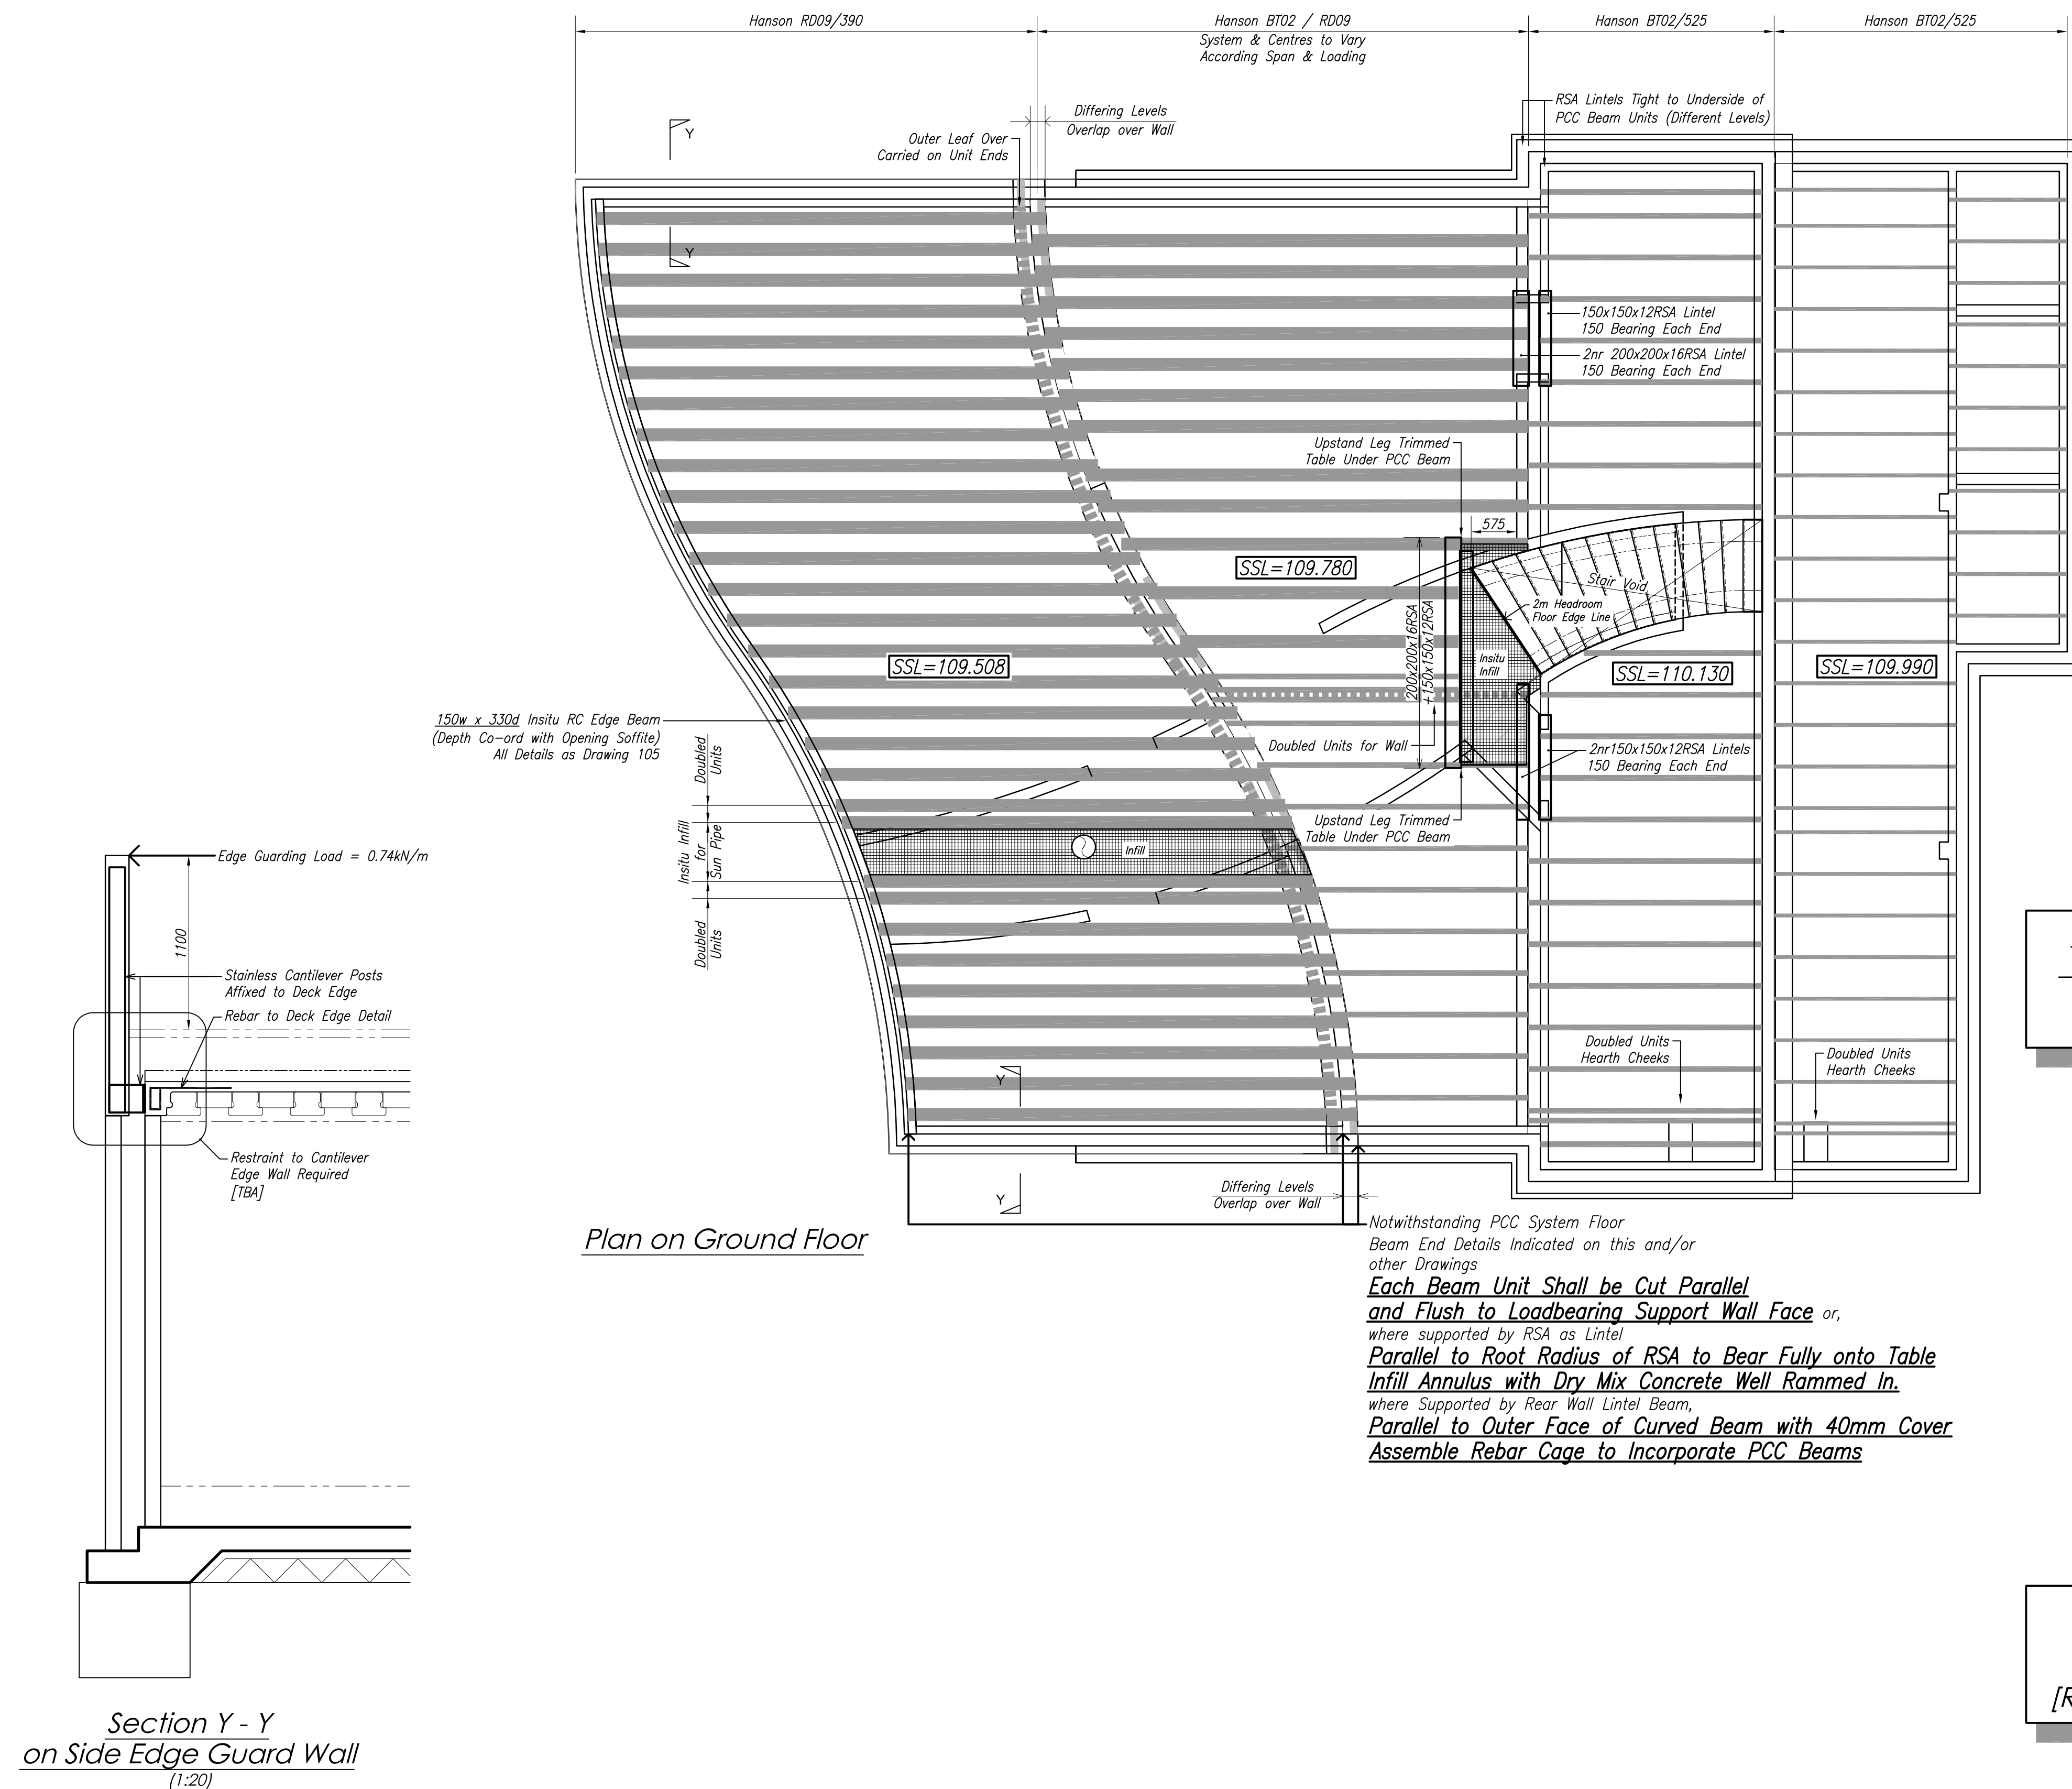 Hanson RD09/390
Hanson BT02 / RD09
System & Centres to Vary
According Span & Loading
Hanson BT02/525
Hanson BT02/525
RSA Lintels Tight to Underside of
PCC Beam Units (Different Levels)
Differing Levels
Overlap over Wall
Outer Leaf Over
Carried on Unit Ends
Y
Y
150x150x12RSA Lintel
150 Bearing Each End
2nr 200x200x16RSA Lintel
150 Bearing Each End
Upstand Leg Trimmed
Table Under PCC Beam
575
SSL=109.780
Stair Void
2m Headroom
Floor Edge Line
200x200x16RSA
+150x150x12RSA
Insitu
Infill
SSL=109.508
SSL=110.130
SSL=109.990
150w x 330d Insitu RC Edge Beam
(Depth Co-ord with Opening Soffite)
All Details as Drawing 105
Doubled Units for Wall
2nr150x150x12RSA Lintels
150 Bearing Each End
Doubled
Units
Insitu Infill
for
Sun Pipe
Doubled
Units
Infill
Upstand Leg Trimmed
Table Under PCC Beam
Edge Guarding Load = 0.74kN/m
1100
Stainless Cantilever Posts
Affixed to Deck Edge
Rebar to Deck Edge Detail
Restraint to Cantilever
Edge Wall Required
[TBA]
Doubled Units
Hearth Cheeks
Doubled Units
Hearth Cheeks
Y
Y
Differing Levels
Overlap over Wall
Plan on Ground Floor
Notwithstanding PCC System Floor
Beam End Details Indicated on this and/or
other Drawings
Each Beam Unit Shall be Cut Parallel
and Flush to Loadbearing Support Wall Face or,
where supported by RSA as Lintel
Parallel to Root Radius of RSA to Bear Fully onto Table
Infill Annulus with Dry Mix Concrete Well Rammed In.
where Supported by Rear Wall Lintel Beam,
Parallel to Outer Face of Curved Beam with 40mm Cover
Assemble Rebar Cage to Incorporate PCC Beams
Section Y - Y
on Side Edge Guard Wall
(1:20)